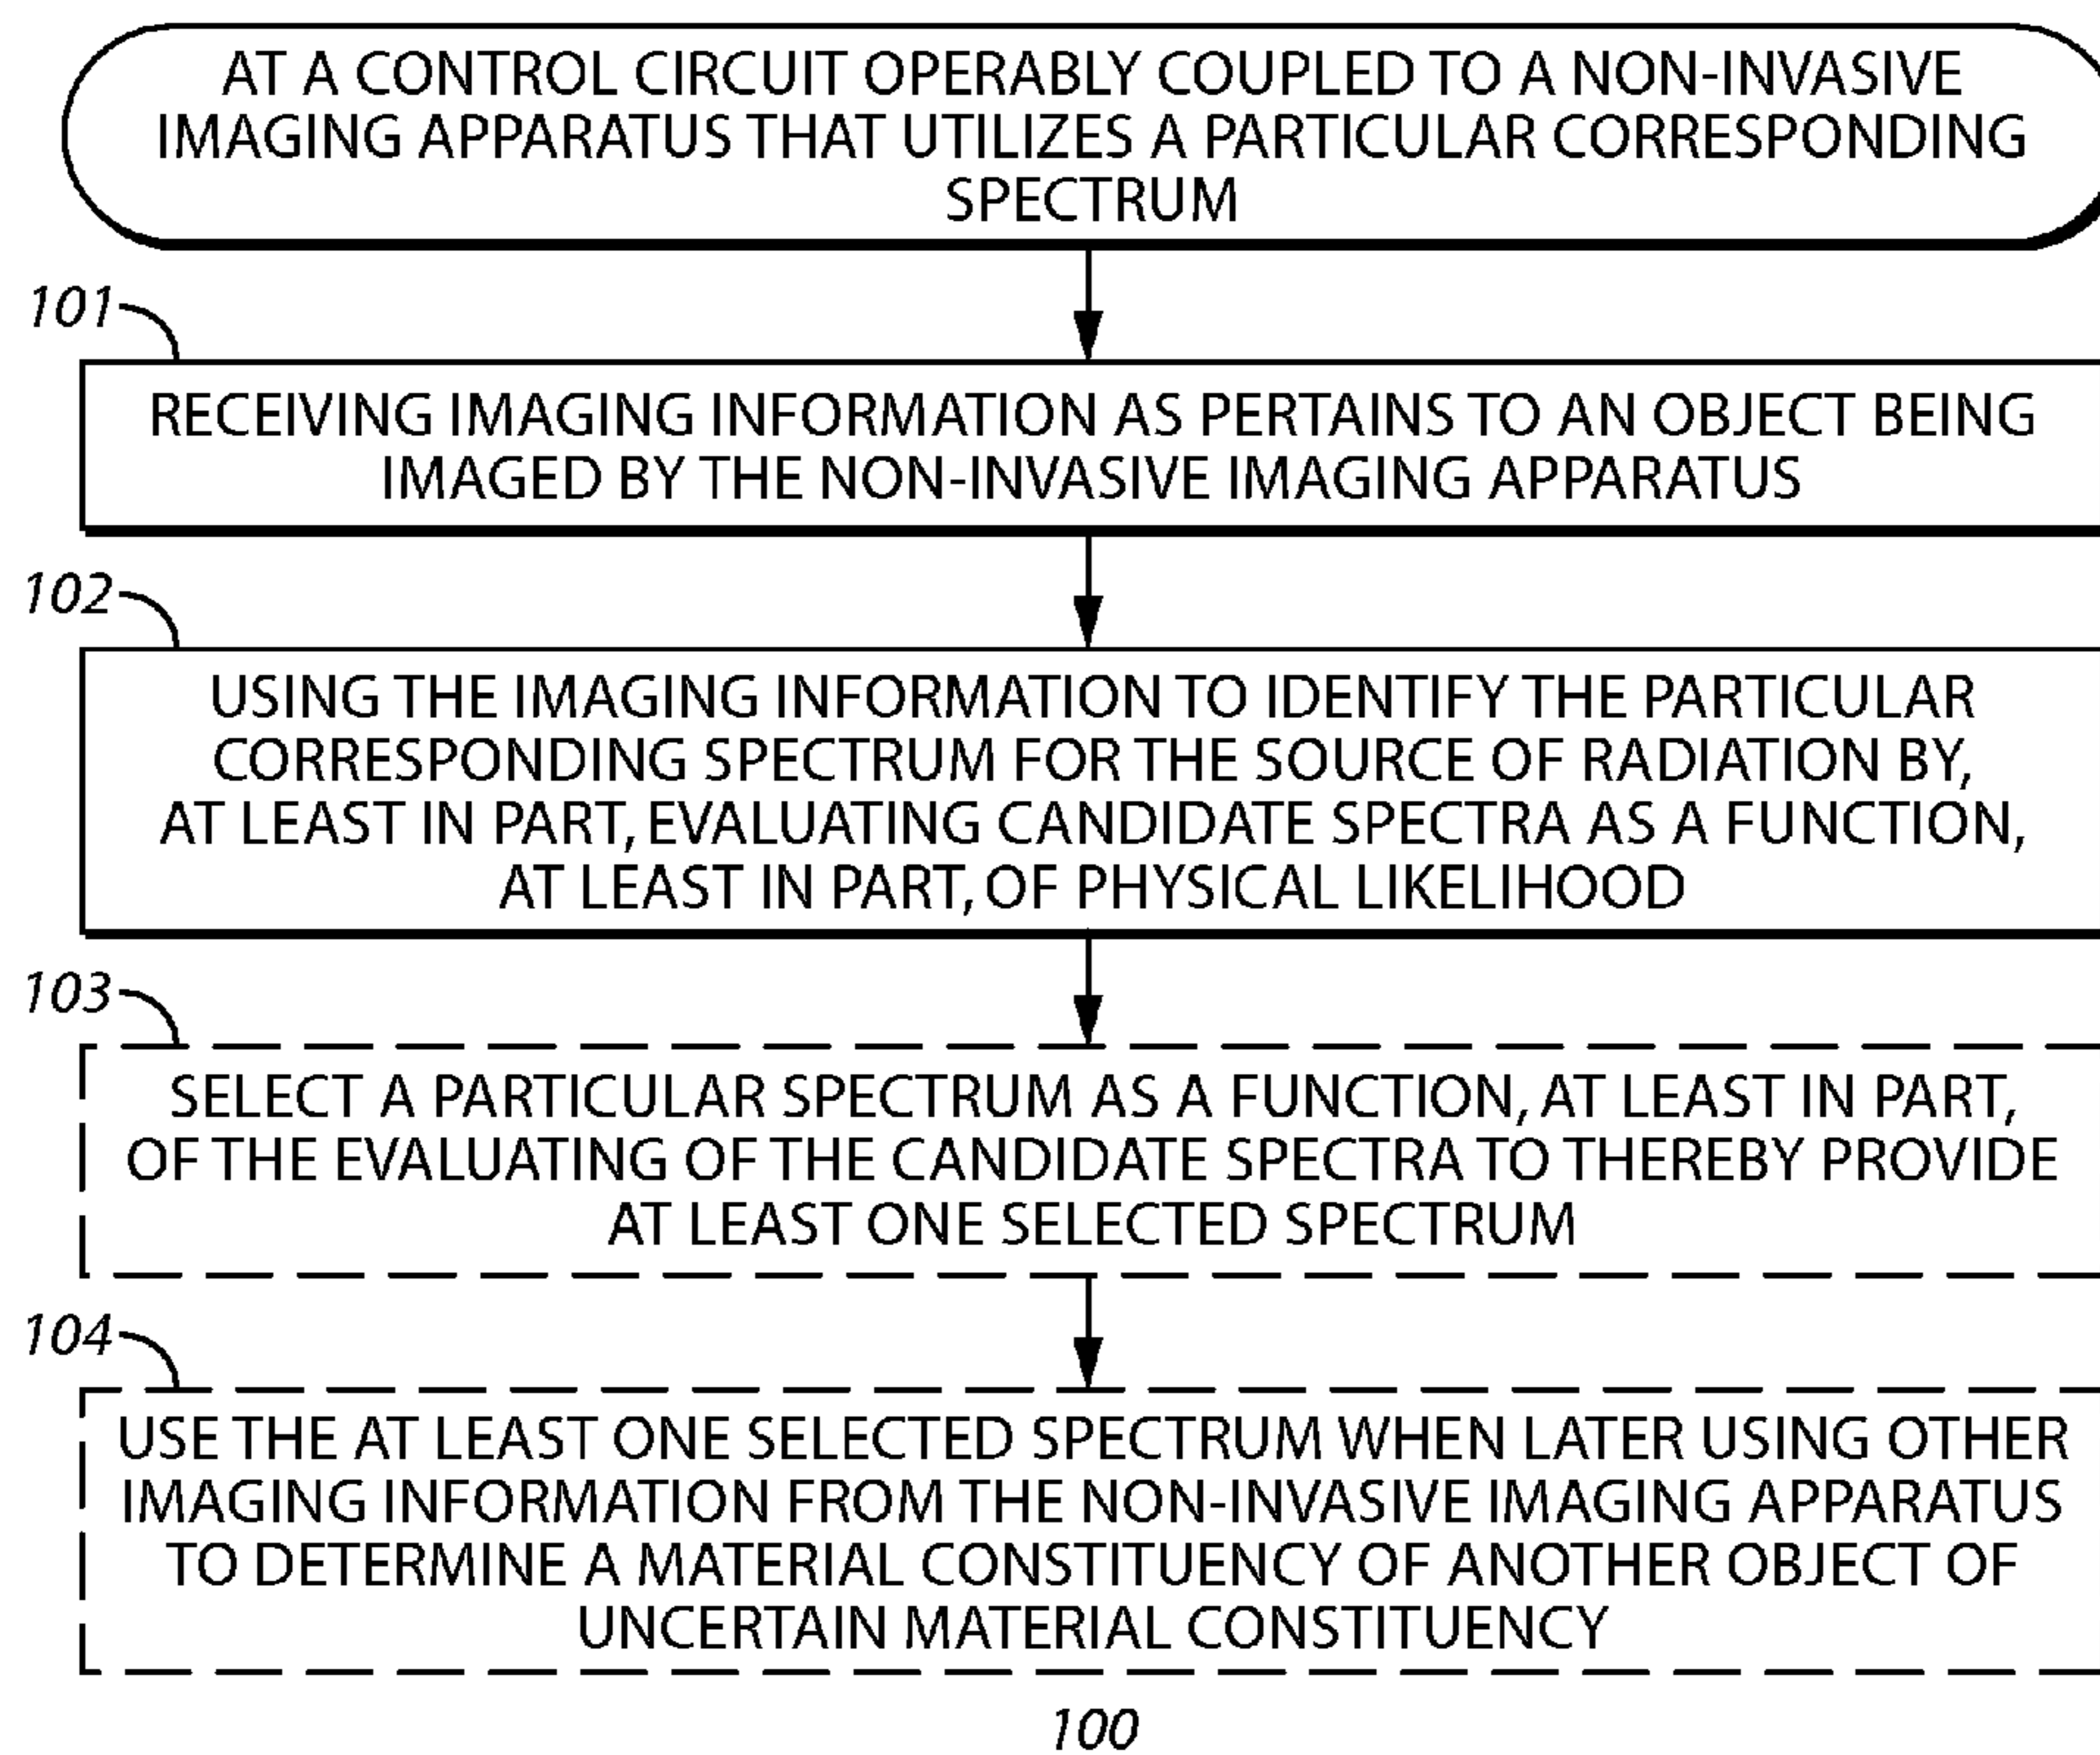 AT A CONTROL CIRCUIT OPERABLY COUPLED TO A NON-INVASIVE
IMAGING APPARATUS THAT UTILIZES A PARTICULAR CORRESPONDING
SPECTRUM
101
RECEIVING IMAGING INFORMATION AS PERTAINS TO AN OBJECT BEING
IMAGED BY THE NON-INVASIVE IMAGING APPARATUS
102
USING THE IMAGING INFORMATION TO IDENTIFY THE PARTICULAR
CORRESPONDING SPECTRUM FOR THE SOURCE OF RADIATION BY,
AT LEAST IN PART, EVALUATING CANDIDATE SPECTRA AS A FUNCTION,
AT LEAST IN PART, OF PHYSICAL LIKELIHOOD
103
SELECT A PARTICULAR SPECTRUM AS A FUNCTION, AT LEAST IN PART,
OF THE EVALUATING OF THE CANDIDATE SPECTRA TO THEREBY PROVIDE
AT LEAST ONE SELECTED SPECTRUM
104
USE THE AT LEAST ONE SELECTED SPECTRUM WHEN LATER USING OTHER
IMAGING INFORMATION FROM THE NON-INVASIVE IMAGING APPARATUS
TO DETERMINE A MATERIAL CONSTITUENCY OF ANOTHER OBJECT OF
UNCERTAIN MATERIAL CONSTITUENCY
100